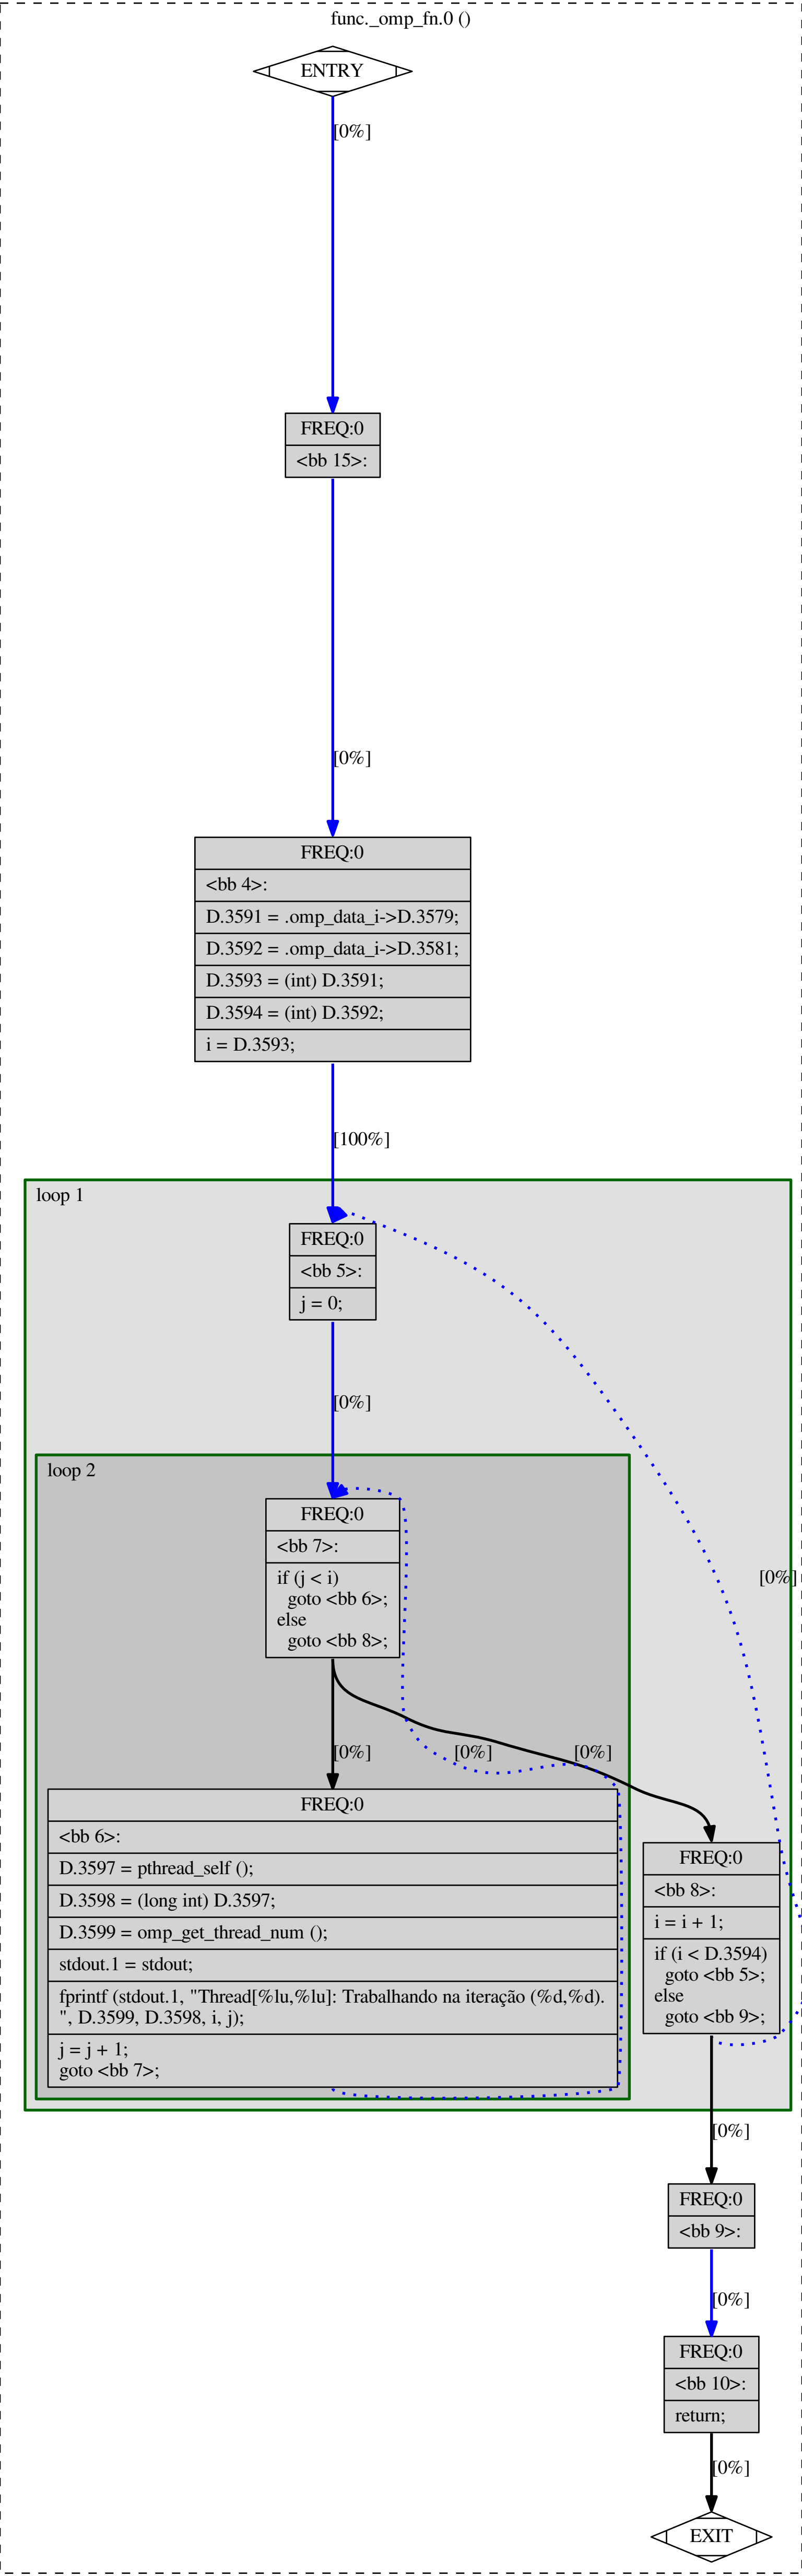 func._omp_fn.0 ()
ENTRY
[0%]
FREQ:0
<bb 15>:
[0%]
FREQ:0
<bb 4>:
D.3591 = .omp_data_i->D.3579;
D.3592 = .omp_data_i->D.3581;
D.3593 = (int) D.3591;
D.3594 = (int) D.3592;
i = D.3593;
[100%]
loop 1
FREQ:0
<bb 5>:
j = 0;
[0%]
loop 2
FREQ:0
<bb 7>:
if (j < i)
goto <bb 6>;
else
goto <bb 8>;
[0%]
[0%]
[0%]
[0%]
FREQ:0
<bb 6>:
D.3597 = pthread_self ();
D.3598 = (long int) D.3597;
D.3599 = omp_get_thread_num ();
stdout.1 = stdout;
fprintf (stdout.1, "Thread[%lu,%lu]: Trabalhando na iteração (%d,%d).
", D.3599, D.3598, i, j);
j = j + 1;
goto <bb 7>;
FREQ:0
<bb 8>:
i = i + 1;
if (i < D.3594)
goto <bb 5>;
else
goto <bb 9>;
[0%]
FREQ:0
<bb 9>:
[0%]
FREQ:0
<bb 10>:
return;
[0%]
EXIT